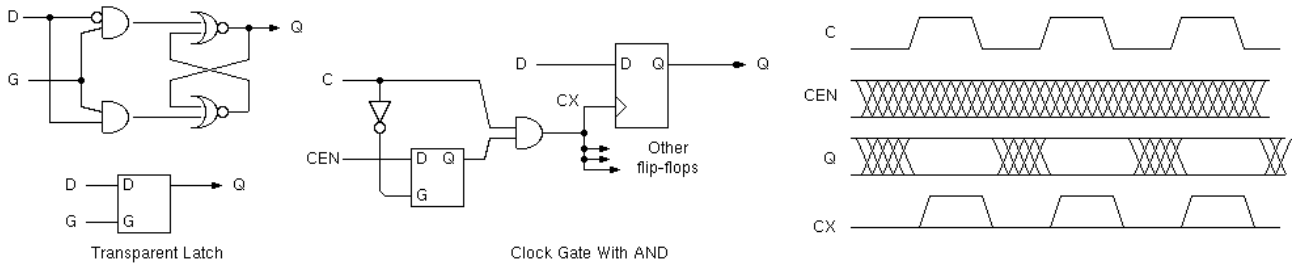 D
G
Q
D
G
D
G
Q
Transparent Latch
C
CEN
D Q
G
CX
D
D Q
Q
Other
flip-flops
Clock Gate With AND
C
CEN
Q
CX